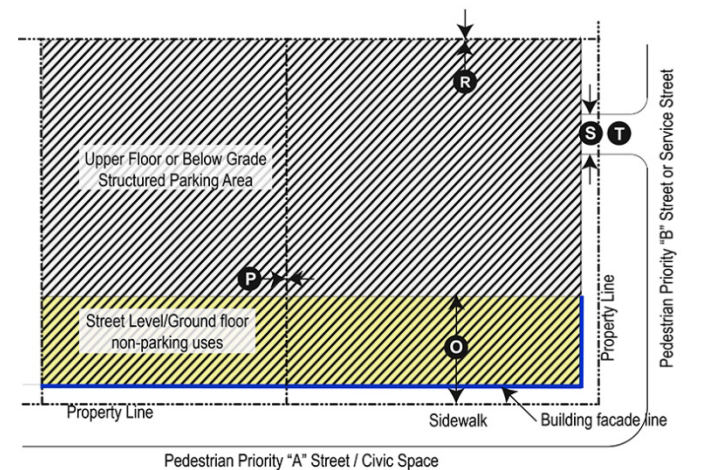 R
S T
Upper Floor or Below Grade
Structured Parking Area
Pedestrian Priority “B” Street or Service Street
P
Property Line
Street Level/Ground floor
non-parking uses
O
Property Line
Sidewalk
Building facade line
Pedestrian Priority “A” Street / Civic Space